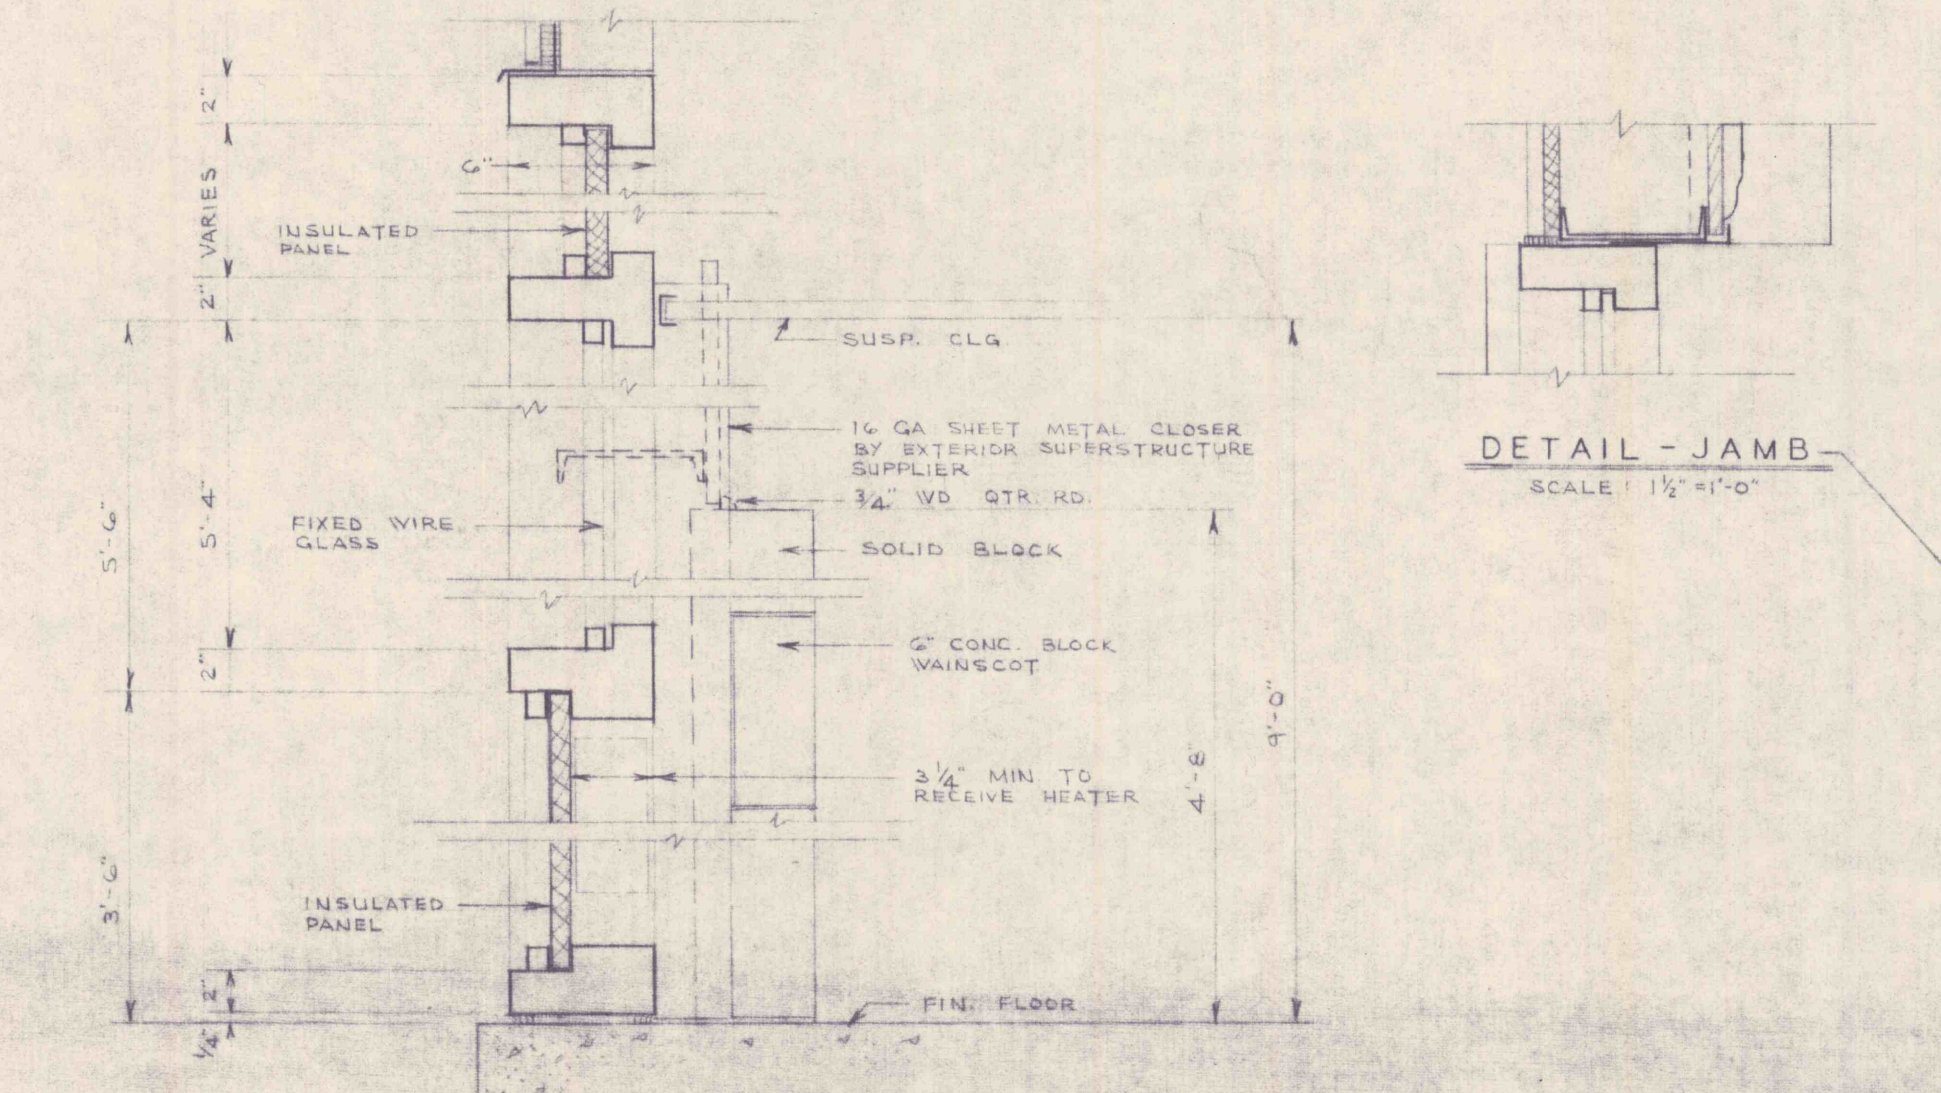 2"
6"
VARIES
INSULATED
PANEL
2"
SUSP. CLG.
16 GA SHEET METAL CLOSER
BY EXTERIOR SUPERSTRUCTURE
SUPPLIER
3/4" WD QTR. RD.
5'-6"
5'-4"
FIXED WIRE
GLASS
SOLID BLOCK
6" CONC. BLOCK
WAINSCOT
2"
9'-0"
3 1/4" MIN. TO
RECEIVE HEATER
4'-8"
3'-6"
INSULATED
PANEL
2"
FIN. FLOOR
1/4"
DETAIL - JAMB
SCALE: 1 1/2" = 1'-0"